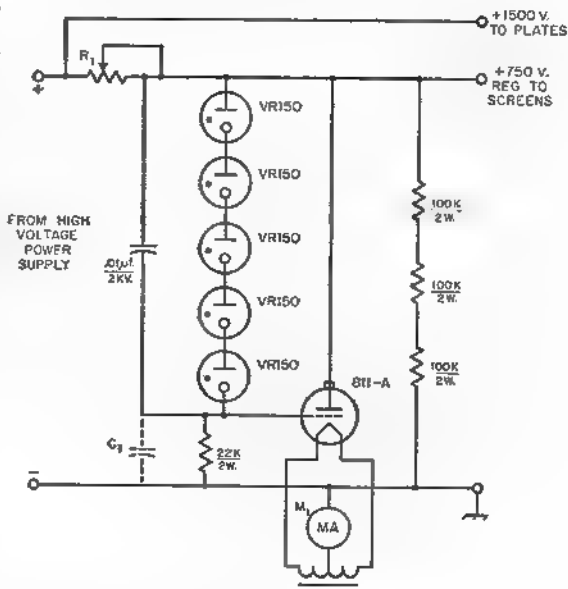 +1500 V.
TO PLATES
R1
+
+750 V.
REG TO
SCREENS
VR150
VR150
VR150
VR150
VR150
FROM HIGH
VOLTAGE
POWER
SUPPLY
.01µf.
2KV.
100K
2W.
100K
2W.
100K
2W.
811-A
C1
22K
2W.
−
M1
MA